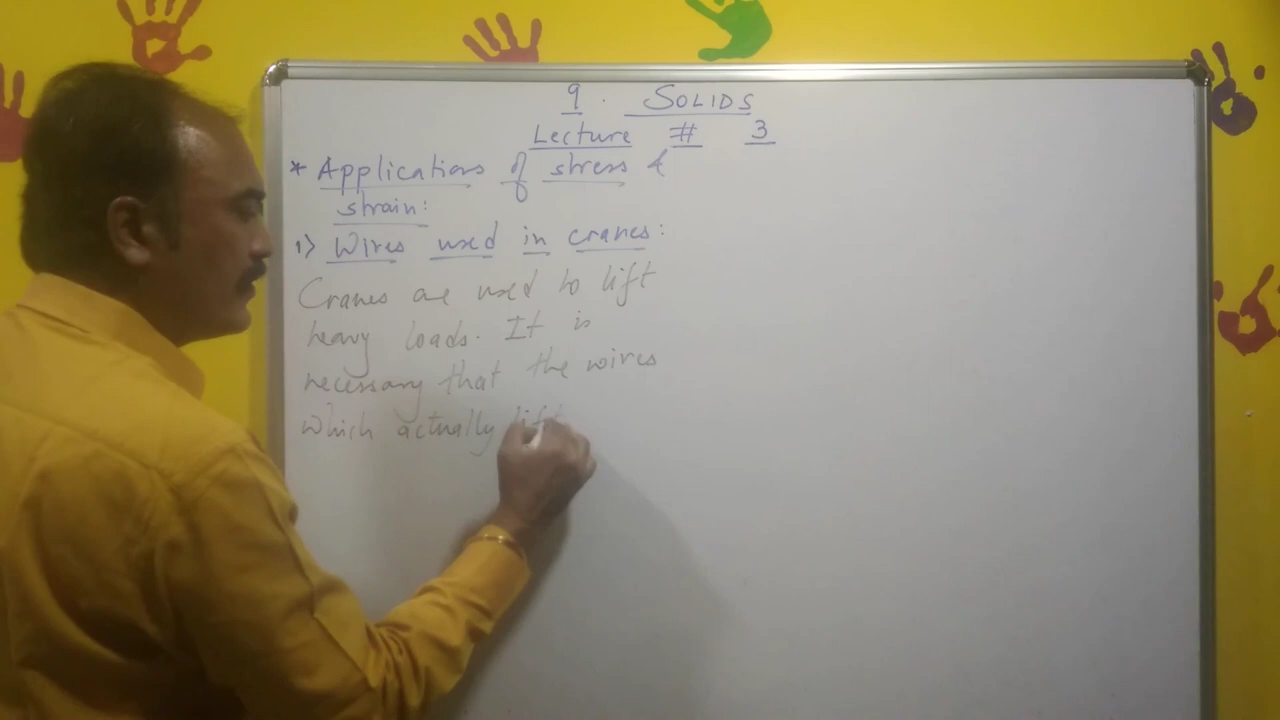 9. SOLIDS
Lecture # 3
* Applications of stress &
strain:
1> Wires used in cranes:
Cranes are used to lift
heavy loads. It is
necessary that the wires
which actually lift